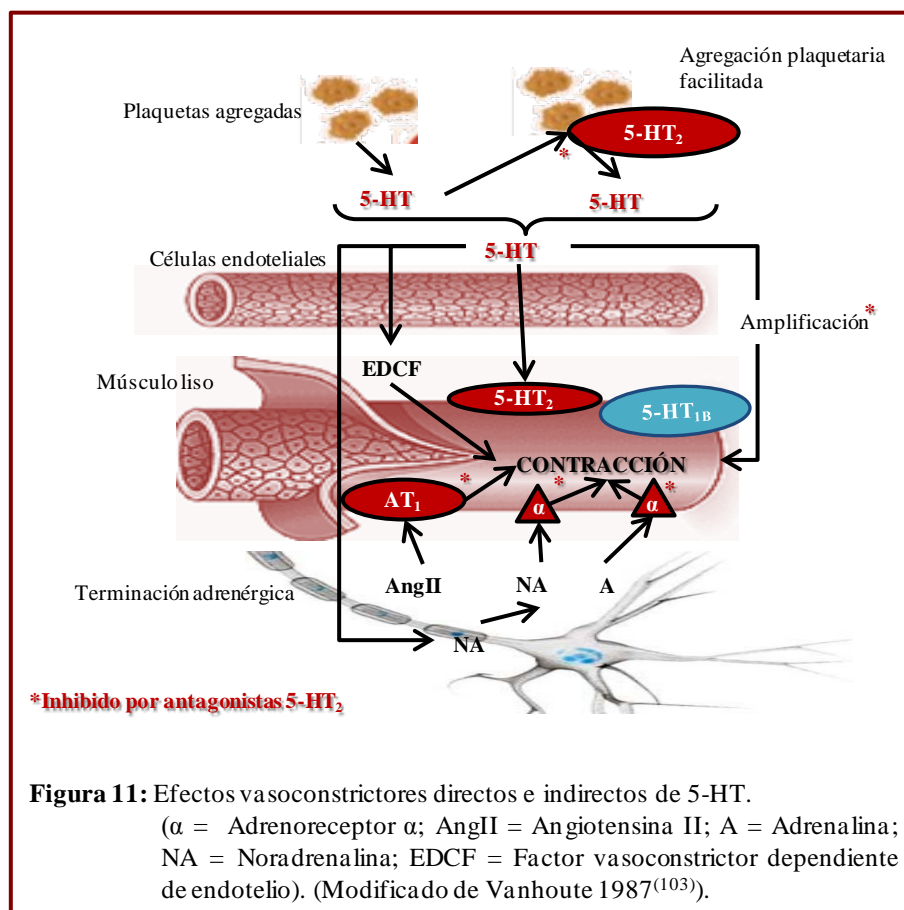 Agregación plaquetaria
facilitada
Plaquetas agregadas
5-HT₂
*
5-HT
5-HT
5-HT
Células endoteliales
Amplificación*
EDCF
Músculo liso
5-HT₂
5-HT₁B
CONTRACCIÓN
* * *
AT₁
α
α
AngII
NA
A
Terminación adrenérgica
NA
*Inhibido por antagonistas 5-HT₂
Figura 11: Efectos vasoconstrictores directos e indirectos de 5-HT.
(α = Adrenoreceptor α; AngII = Angiotensina II; A = Adrenalina;
NA = Noradrenalina; EDCF = Factor vasoconstrictor dependiente
de endotelio). (Modificado de Vanhoute 1987(103)).